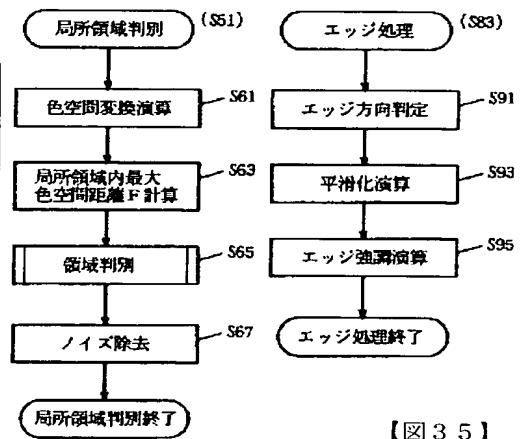 局所領域判別
(S51)
色空間変換演算
S61
局所領域内最大
色空間距離F計算
S63
領域判別
S65
ノイズ除去
S67
局所領域判別終了
エッジ処理
(S83)
エッジ方向判定
S91
平滑化演算
S93
エッジ強調演算
S95
エッジ処理終了
【図35】